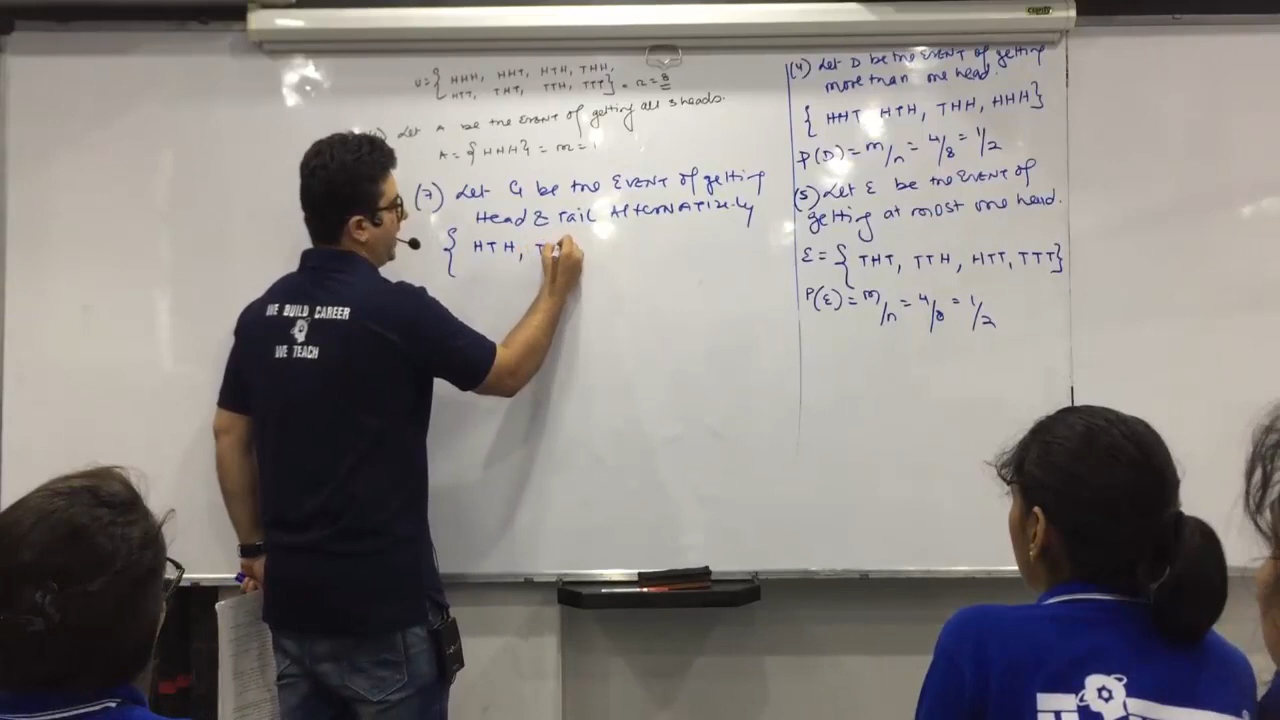 U={HHH, HHT, HTH, THH,
HTT, THT, TTH, TTT} = n=8
Let A be the EVENT of getting all 3 heads.
A={HHH} = m=1
(7) Let G be the EVENT of getting
Head & Tail Alternatively
{ HTH, T
(4) Let D be the EVENT of getting
more than one head.
{ HHT, HTH, THH, HHH}
P(D) = m/n = 4/8 = 1/2
(5) Let E be the EVENT of
getting at most one head.
E = { THT, TTH, HTT, TTT}
P(E) = m/n = 4/8 = 1/2
WE BUILD CAREER
WE TEACH